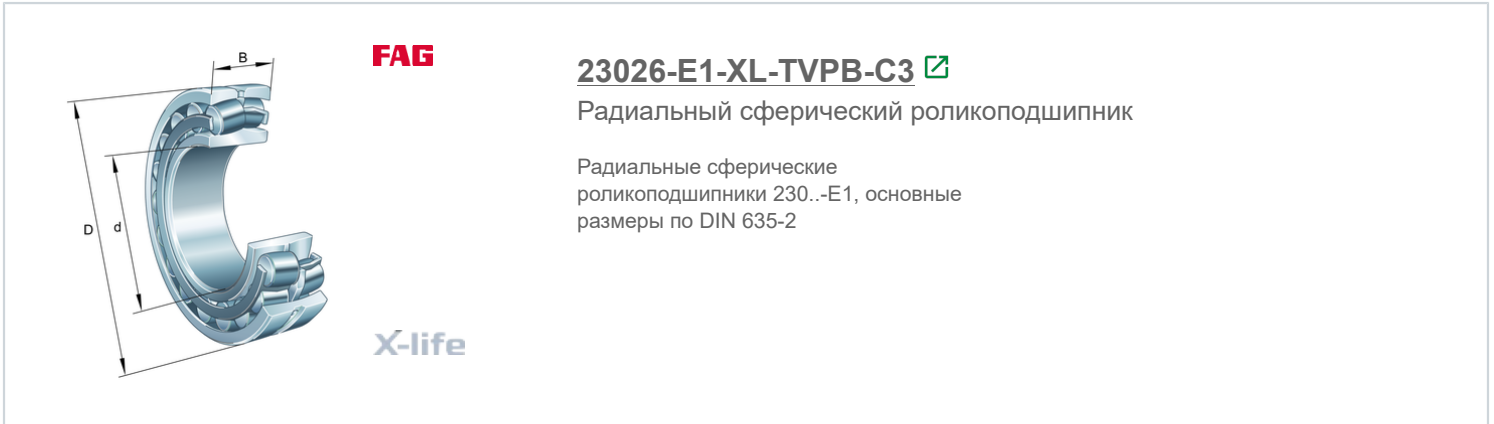 B
FAG
23026-E1-XL-TVPB-C3
Радиальный сферический роликоподшипник
Радиальные сферические
роликоподшипники 230..-E1, основные
размеры по DIN 635-2
D
d
X-life